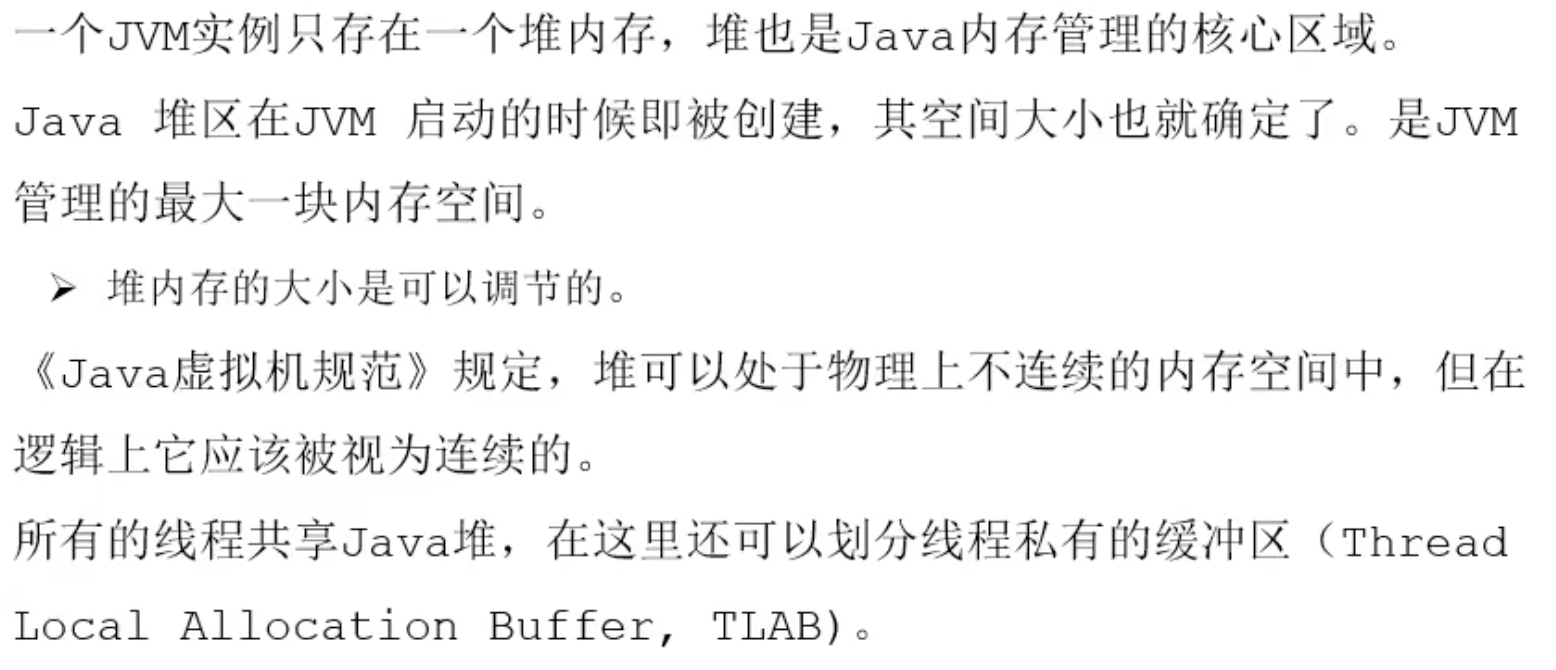 一个JVM实例只存在一个堆内存，堆也是Java内存管理的核心区域。
Java 堆区在JVM 启动的时候即被创建，其空间大小也就确定了。是JVM
管理的最大一块内存空间。
➢ 堆内存的大小是可以调节的。
《Java虚拟机规范》规定，堆可以处于物理上不连续的内存空间中，但在
逻辑上它应该被视为连续的。
所有的线程共享Java堆，在这里还可以划分线程私有的缓冲区（Thread
Local Allocation Buffer, TLAB)。